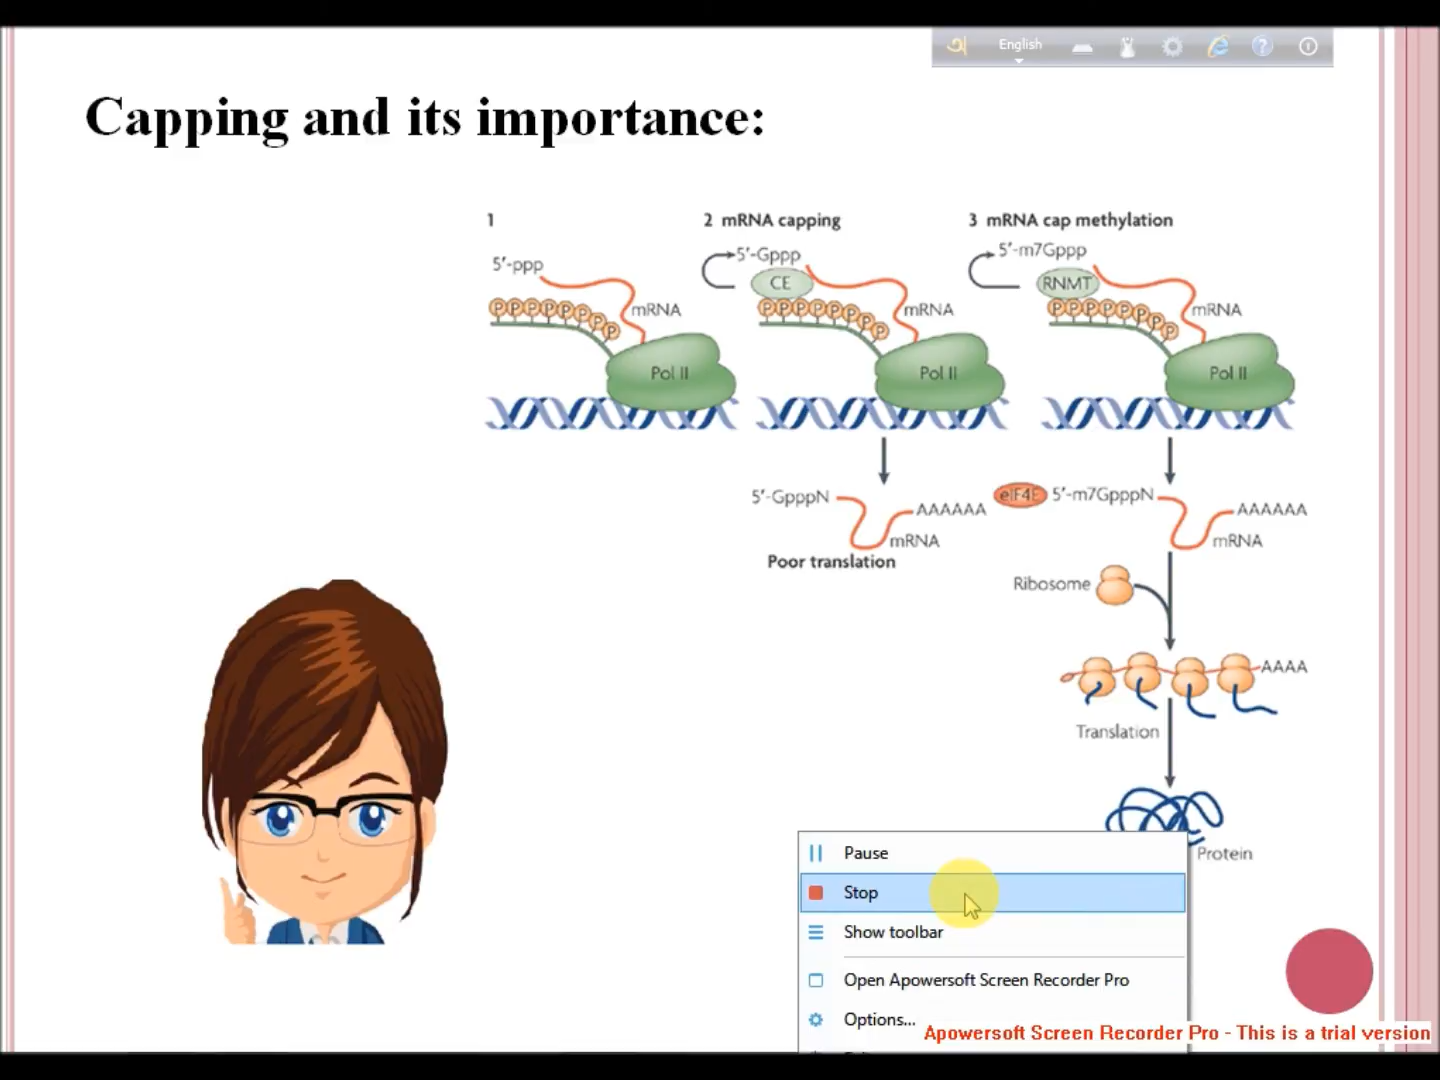 অ English
Capping and its importance:
1
2 mRNA capping
3 mRNA cap methylation
5'-ppp
5'-Gppp
5'-m7Gppp
CE
RNMT
P P P P P P P P
P P P P P P P P
P P P P P P P P
mRNA
mRNA
mRNA
Pol II
Pol II
Pol II
5'-GpppN
AAAAAA
mRNA
Poor translation
eIF4E
5'-m7GpppN
AAAAAA
mRNA
Ribosome
AAAA
Translation
Protein
Pause
Stop
Show toolbar
Open Apowersoft Screen Recorder Pro
Options...
Apowersoft Screen Recorder Pro - This is a trial version